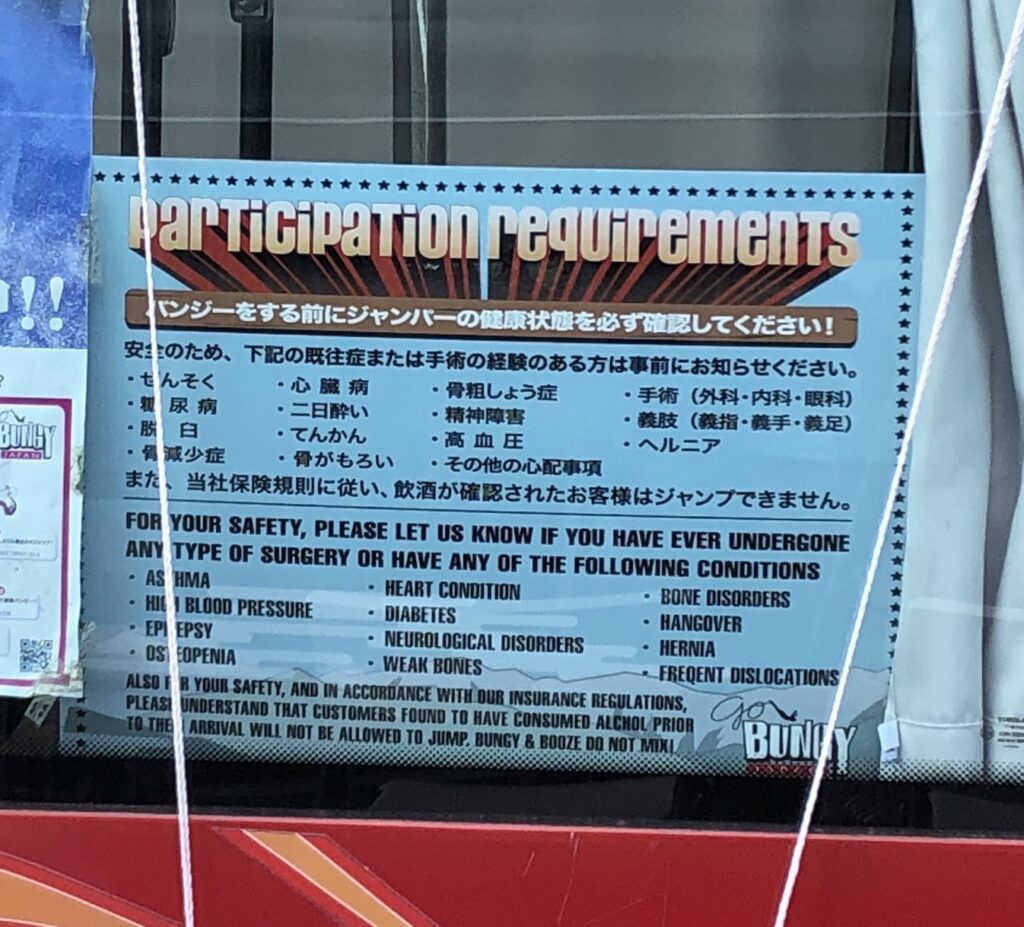 PARTICIPATION REQUIREMENTS
バンジーをする前にジャンパーの健康状態を必ず確認してください！
安全のため、下記の既往症または手術の経験のある方は事前にお知らせください。
・ぜんそく ・心臓病 ・骨粗しょう症 ・手術（外科・内科・眼科）
・糖尿病 ・二日酔い ・精神障害 ・義肢（義指・義手・義足）
・脱臼 ・てんかん ・高血圧 ・ヘルニア
・骨減少症 ・骨がもろい ・その他の心配事項
また、当社保険規則に従い、飲酒が確認されたお客様はジャンプできません。
FOR YOUR SAFETY, PLEASE LET US KNOW IF YOU HAVE EVER UNDERGONE
ANY TYPE OF SURGERY OR HAVE ANY OF THE FOLLOWING CONDITIONS
· ASTHMA · HEART CONDITION · BONE DISORDERS
· HIGH BLOOD PRESSURE · DIABETES · HANGOVER
· EPILEPSY · NEUROLOGICAL DISORDERS · HERNIA
· OSTEOPENIA · WEAK BONES · FREQENT DISLOCATIONS
ALSO FOR YOUR SAFETY, AND IN ACCORDANCE WITH OUR INSURANCE REGULATIONS,
PLEASE UNDERSTAND THAT CUSTOMERS FOUND TO HAVE CONSUMED ALCHOL PRIOR
TO THEIR ARRIVAL WILL NOT BE ALLOWED TO JUMP. BUNGY & BOOZE DO NOT MIX!
Go
BUNGY
!!
BUNGY
JAPAN